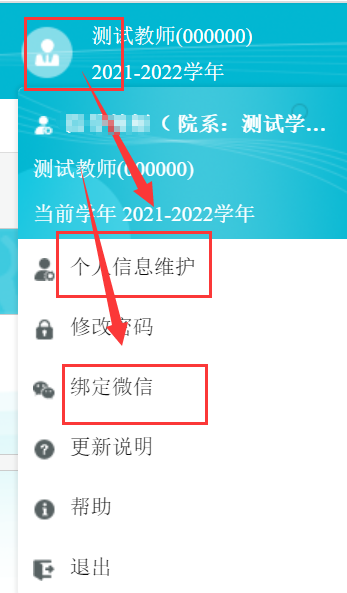 测试教师(000000)
2021-2022学年
( 院系：测试学...
测试教师(000000)
当前学年 2021-2022学年
个人信息维护
修改密码
绑定微信
更新说明
帮助
退出